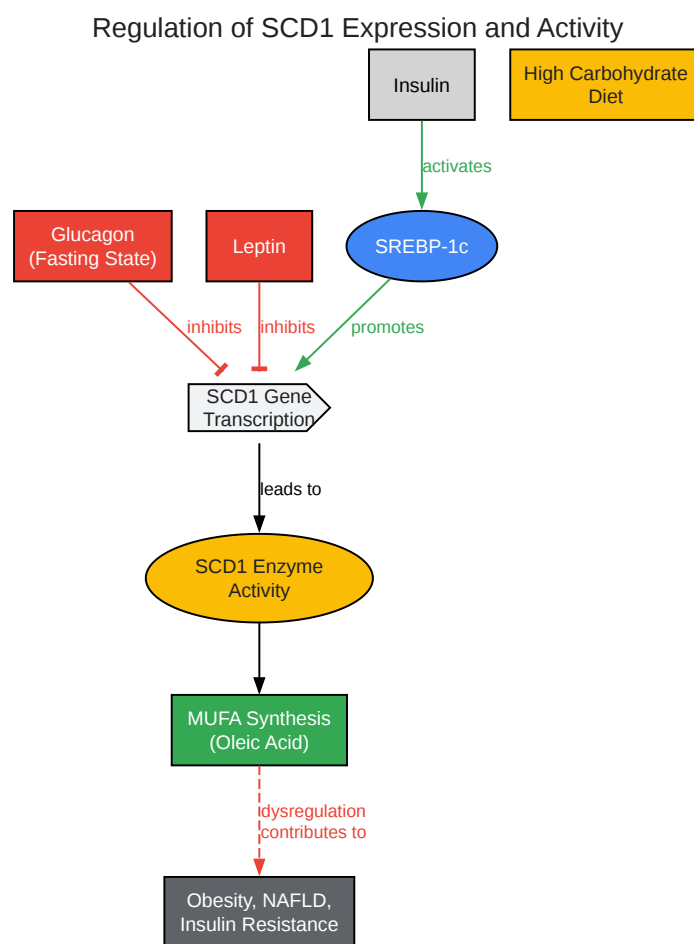 Regulation of SCD1 Expression and Activity
Insulin
High Carbohydrate
Diet
activates
Glucagon
(Fasting State)
Leptin
SREBP-1c
inhibits
inhibits
promotes
SCD1 Gene
Transcription
leads to
SCD1 Enzyme
Activity
MUFA Synthesis
(Oleic Acid)
dysregulation
contributes to
Obesity, NAFLD,
Insulin Resistance